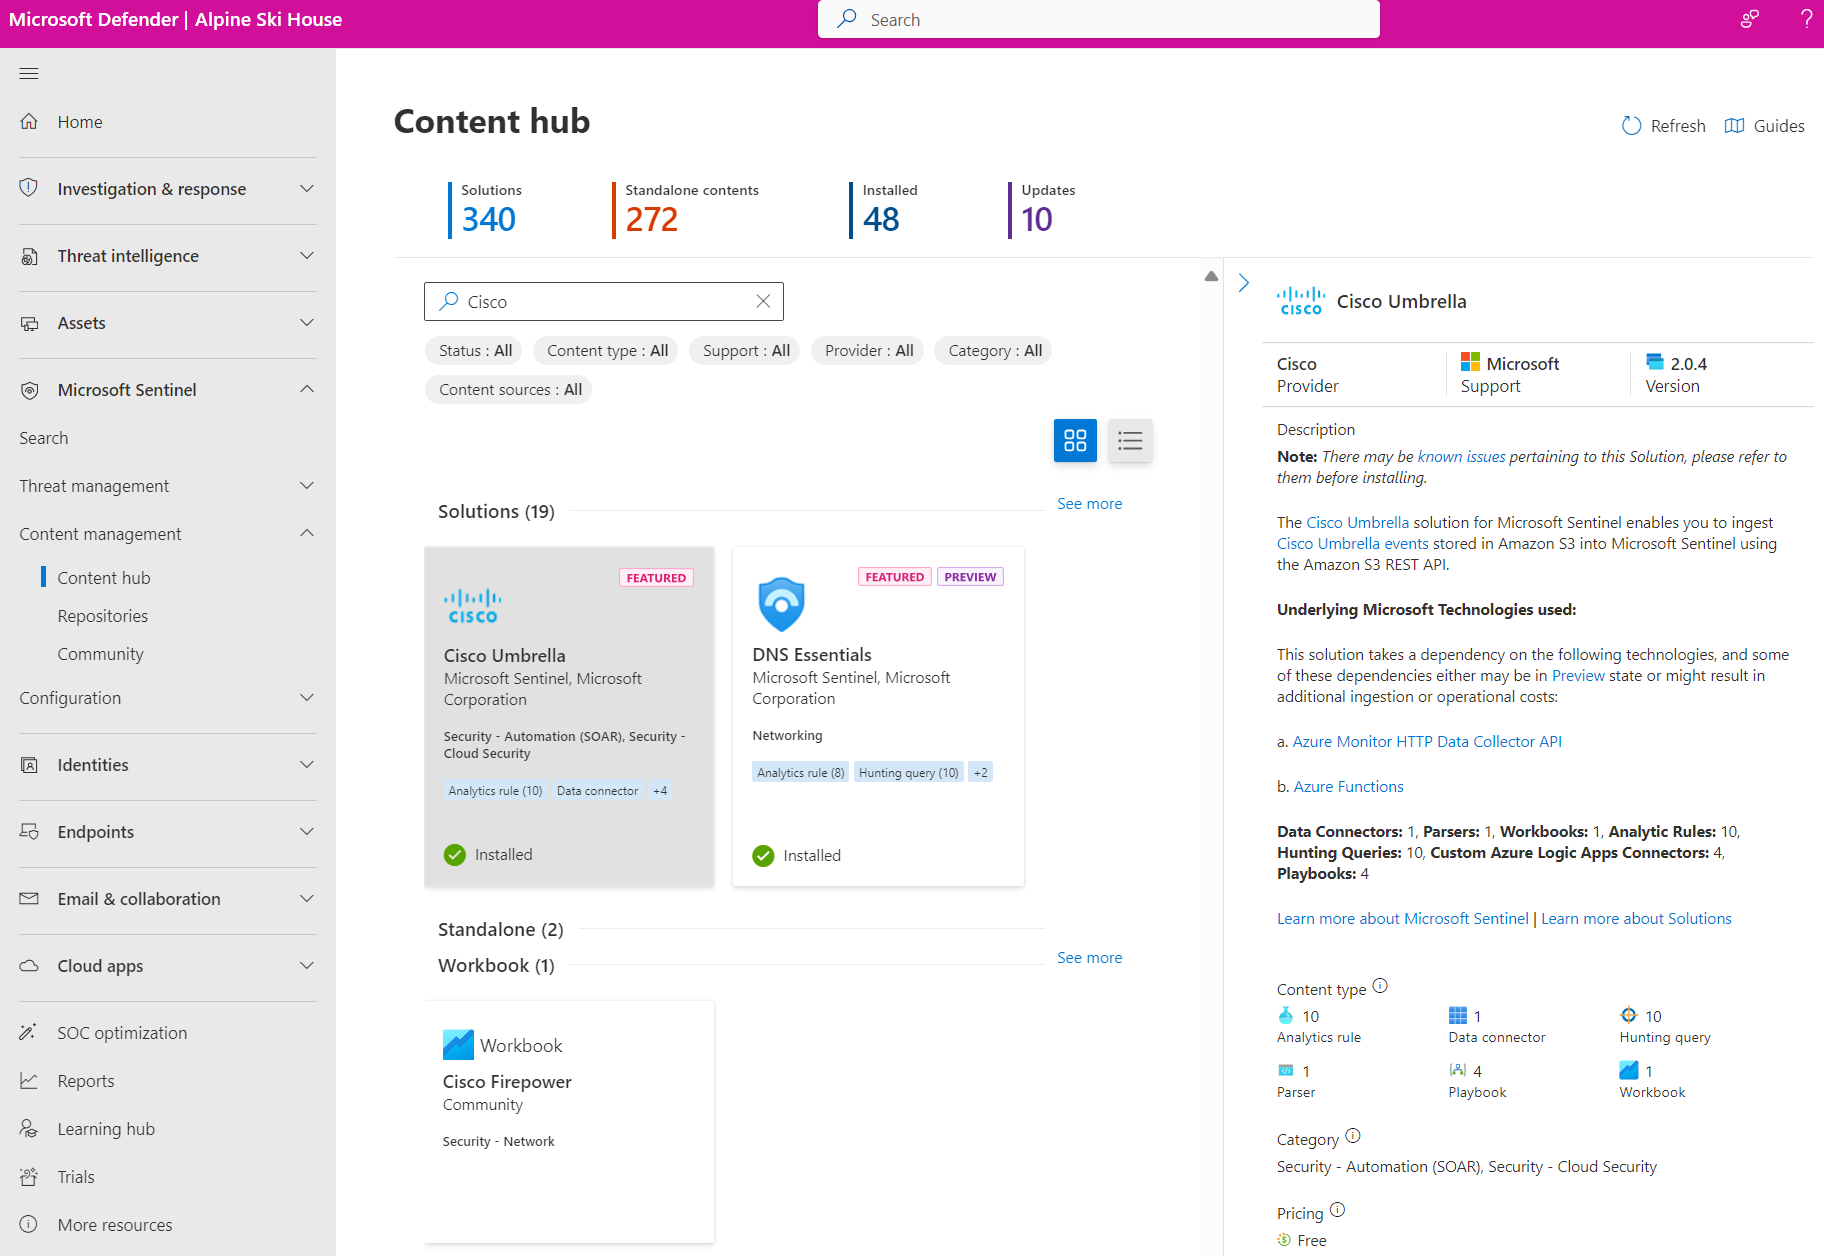 Microsoft Defender | Alpine Ski House
Search
Home
Investigation & response
Threat intelligence
Assets
Microsoft Sentinel
Search
Threat management
Content management
Content hub
Repositories
Community
Configuration
Identities
Endpoints
Email & collaboration
Cloud apps
SOC optimization
Reports
Learning hub
Trials
More resources
Content hub
Refresh
Guides
Solutions
340
Standalone contents
272
Installed
48
Updates
10
Cisco
Status : All
Content type : All
Support : All
Provider : All
Category : All
Content sources : All
Solutions (19)
See more
FEATURED
CISCO
Cisco Umbrella
Microsoft Sentinel, Microsoft
Corporation
Security - Automation (SOAR), Security -
Cloud Security
Analytics rule (10) Data connector +4
Installed
FEATURED PREVIEW
DNS Essentials
Microsoft Sentinel, Microsoft
Corporation
Networking
Analytics rule (8) Hunting query (10) +2
Installed
Standalone (2)
Workbook (1)
See more
Workbook
Cisco Firepower
Community
Security - Network
CISCO
Cisco Umbrella
Cisco
Provider
Microsoft
Support
2.0.4
Version
Description
Note: There may be known issues pertaining to this Solution, please refer to
them before installing.
The Cisco Umbrella solution for Microsoft Sentinel enables you to ingest
Cisco Umbrella events stored in Amazon S3 into Microsoft Sentinel using
the Amazon S3 REST API.
Underlying Microsoft Technologies used:
This solution takes a dependency on the following technologies, and some
of these dependencies either may be in Preview state or might result in
additional ingestion or operational costs:
a. Azure Monitor HTTP Data Collector API
b. Azure Functions
Data Connectors: 1, Parsers: 1, Workbooks: 1, Analytic Rules: 10,
Hunting Queries: 10, Custom Azure Logic Apps Connectors: 4,
Playbooks: 4
Learn more about Microsoft Sentinel | Learn more about Solutions
Content type
10
Analytics rule
1
Data connector
10
Hunting query
1
Parser
4
Playbook
1
Workbook
Category
Security - Automation (SOAR), Security - Cloud Security
Pricing
Free